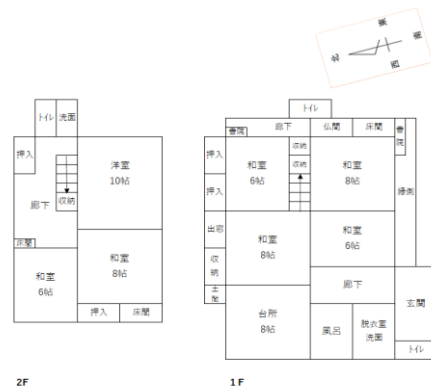 東
北
南
西
トイレ
洗面
押入
洋室
10帖
廊下
収納
床間
和室
6帖
和室
8帖
押入
床間
2F
トイレ
書院
廊下
仏間
床間
書院
押入
和室
6帖
収納
収納
和室
8帖
縁側
押入
出窓
和室
8帖
和室
6帖
収
納
廊下
玄関
台所
8帖
風呂
脱衣室
洗面
トイレ
1F